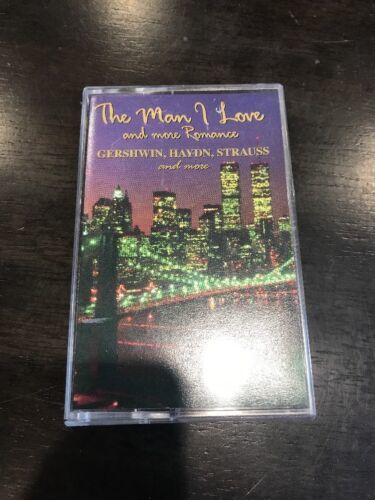 The Man I Love
and more Romance
GERSHWIN, HAYDN, STRAUSS
and more